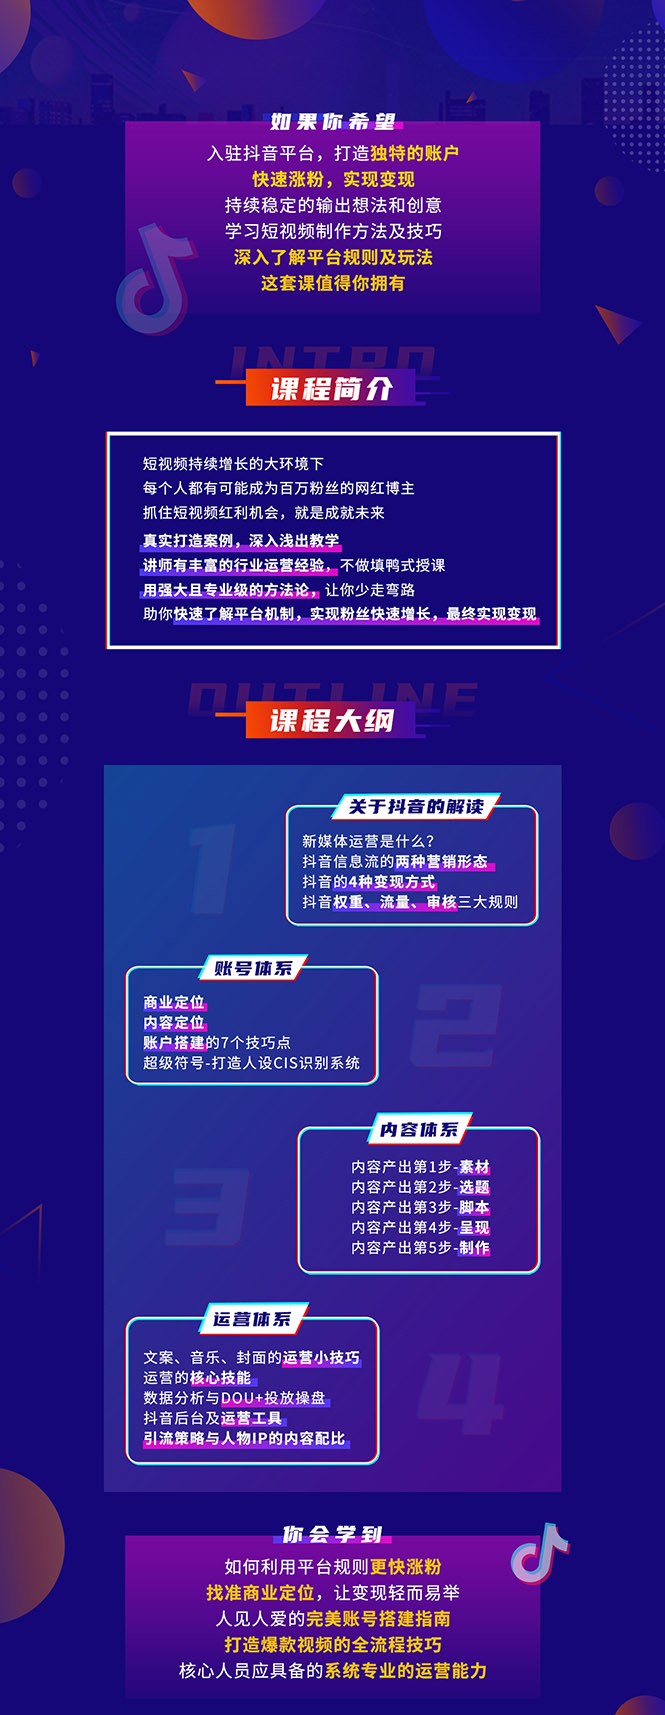 如果你希望
入驻抖音平台，打造独特的账户
快速涨粉，实现变现
持续稳定的输出想法和创意
学习短视频制作方法及技巧
深入了解平台规则及玩法
这套课值得你拥有
INTRO
课程简介
短视频持续增长的大环境下
每个人都有可能成为百万粉丝的网红博主
抓住短视频红利机会，就是成就未来
真实打造案例，深入浅出教学
讲师有丰富的行业运营经验，不做填鸭式授课
用强大且专业级的方法论，让你少走弯路
助你快速了解平台机制，实现粉丝快速增长，最终实现变现
OUTLINE
课程大纲
1
关于抖音的解读
新媒体运营是什么？
抖音信息流的两种营销形态
抖音的4种变现方式
抖音权重、流量、审核三大规则
账号体系
商业定位
内容定位
账户搭建的7个技巧点
超级符号-打造人设CIS识别系统
2
内容体系
3
内容产出第1步-素材
内容产出第2步-选题
内容产出第3步-脚本
内容产出第4步-呈现
内容产出第5步-制作
运营体系
文案、音乐、封面的运营小技巧
运营的核心技能
数据分析与DOU+投放操盘
抖音后台及运营工具
引流策略与人物IP的内容配比
4
你会学到
如何利用平台规则更快涨粉
找准商业定位，让变现轻而易举
人见人爱的完美账号搭建指南
打造爆款视频的全流程技巧
核心人员应具备的系统专业的运营能力